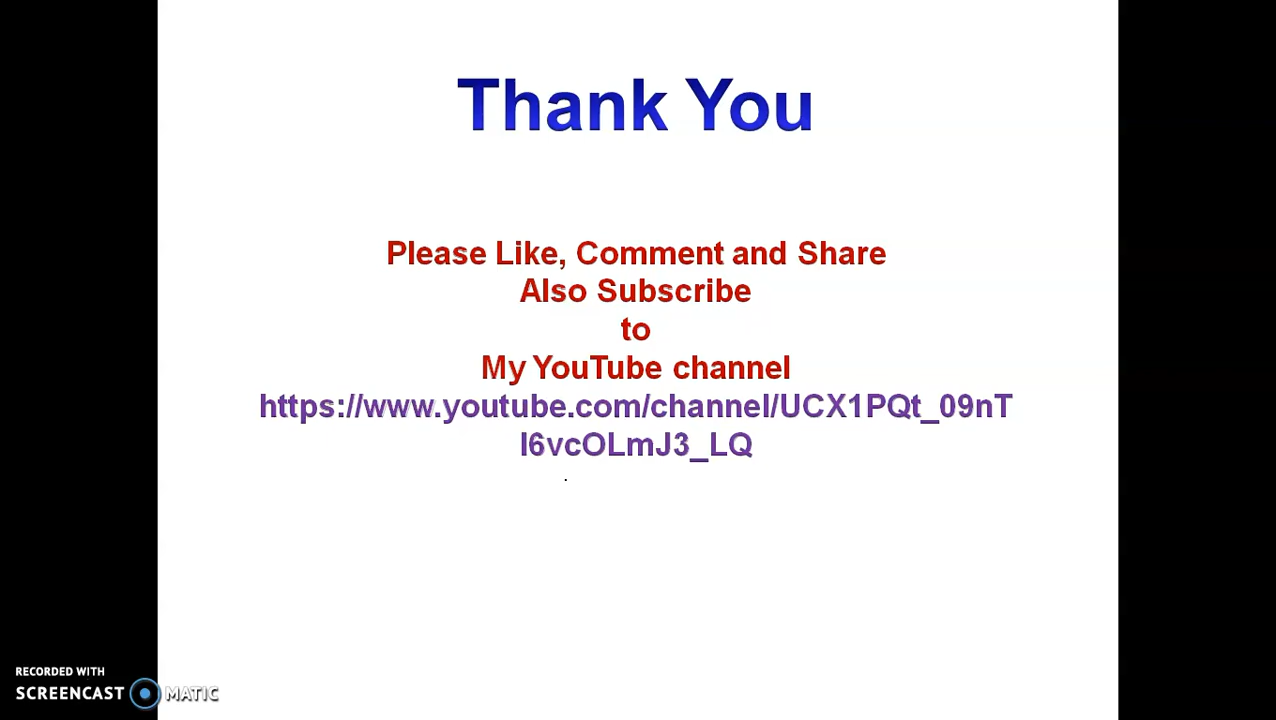 Thank You
Please Like, Comment and Share
Also Subscribe
to
My YouTube channel
https://www.youtube.com/channel/UCX1PQt_09nT
I6vcOLmJ3_LQ
RECORDED WITH
SCREENCAST MATIC